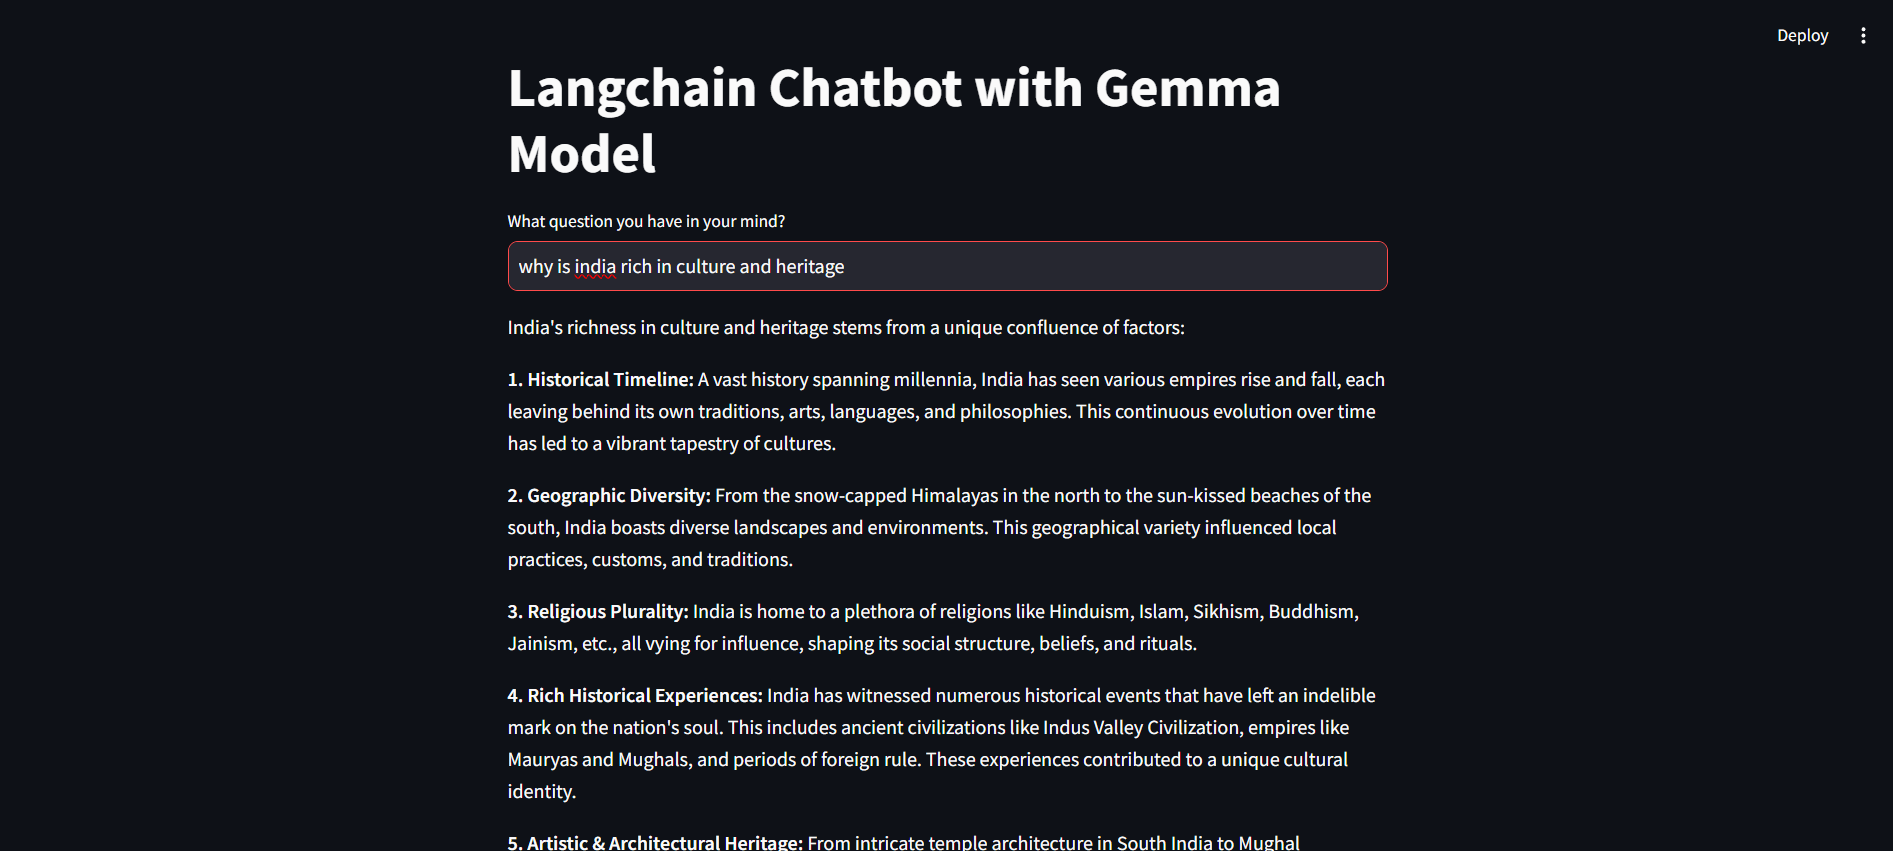 Deploy
Langchain Chatbot with Gemma
Model
What question you have in your mind?
why is india rich in culture and heritage
India's richness in culture and heritage stems from a unique confluence of factors:
1. Historical Timeline: A vast history spanning millennia, India has seen various empires rise and fall, each
leaving behind its own traditions, arts, languages, and philosophies. This continuous evolution over time
has led to a vibrant tapestry of cultures.
2. Geographic Diversity: From the snow-capped Himalayas in the north to the sun-kissed beaches of the
south, India boasts diverse landscapes and environments. This geographical variety influenced local
practices, customs, and traditions.
3. Religious Plurality: India is home to a plethora of religions like Hinduism, Islam, Sikhism, Buddhism,
Jainism, etc., all vying for influence, shaping its social structure, beliefs, and rituals.
4. Rich Historical Experiences: India has witnessed numerous historical events that have left an indelible
mark on the nation's soul. This includes ancient civilizations like Indus Valley Civilization, empires like
Mauryas and Mughals, and periods of foreign rule. These experiences contributed to a unique cultural
identity.
5. Artistic & Architectural Heritage: From intricate temple architecture in South India to Mughal